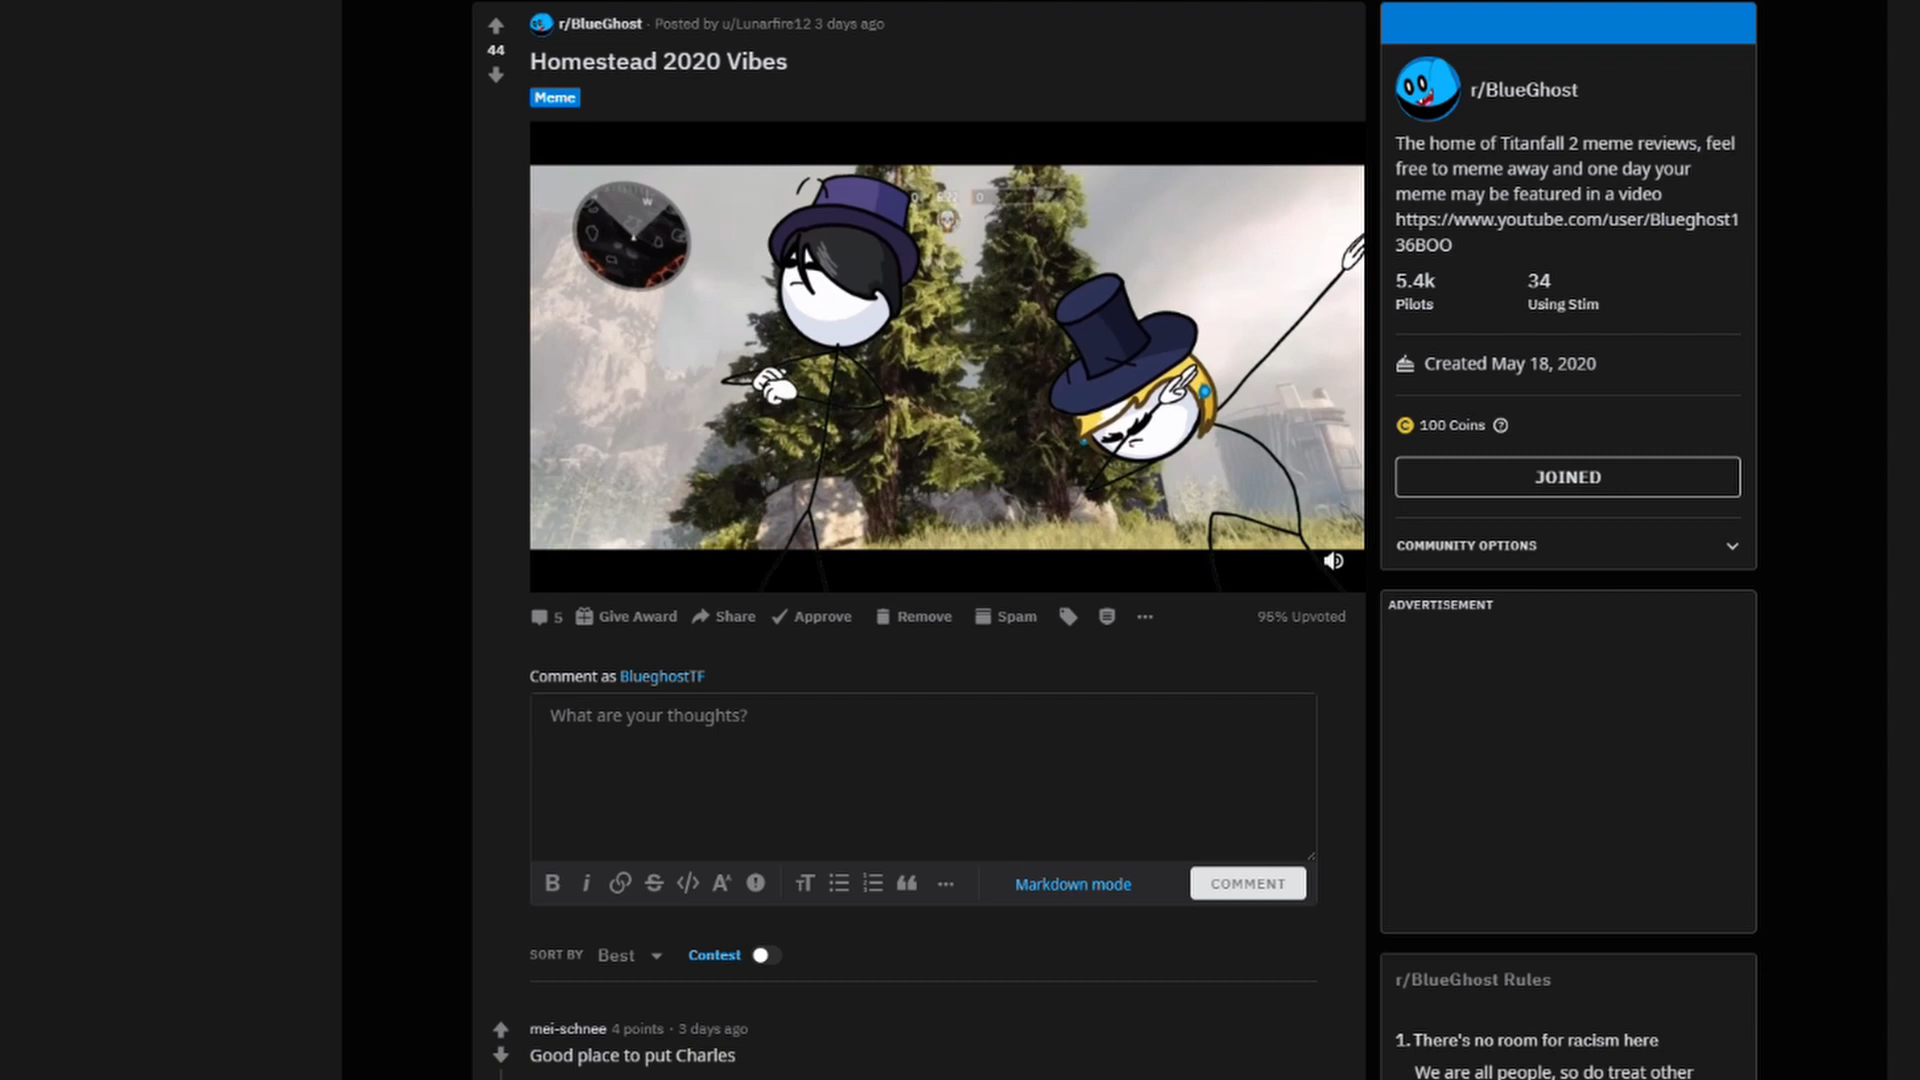 r/BlueGhost · Posted by u/Lunarfire12 3 days ago
44
Homestead 2020 Vibes
Meme
W
0
0
5 Give Award Share Approve Remove Spam ••• 95% Upvoted
Comment as BlueghostTF
What are your thoughts?
B i S </> A ••• Markdown mode COMMENT
SORT BY Best Contest
mei-schnee 4 points · 3 days ago
Good place to put Charles
r/BlueGhost
The home of Titanfall 2 meme reviews, feel
free to meme away and one day your
meme may be featured in a video
https://www.youtube.com/user/Blueghost1
36BOO
5.4k 34
Pilots Using Stim
Created May 18, 2020
C 100 Coins ?
JOINED
COMMUNITY OPTIONS
ADVERTISEMENT
r/BlueGhost Rules
1. There's no room for racism here
We are all people, so do treat other